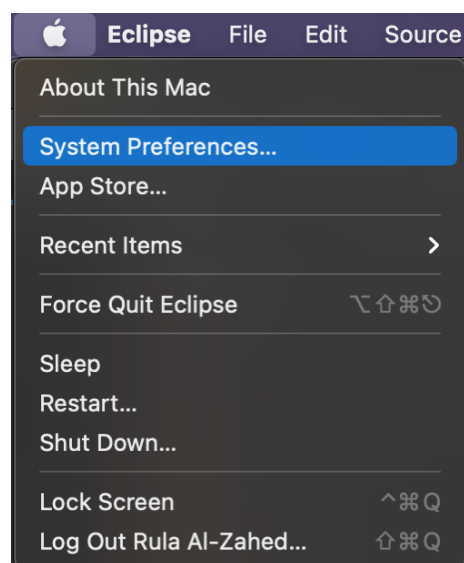 Eclipse File Edit Source
About This Mac
System Preferences...
App Store...
Recent Items
Force Quit Eclipse ⌥⇧⌘⎋
Sleep
Restart...
Shut Down...
Lock Screen ^⌘Q
Log Out Rula Al-Zahed... ⇧⌘Q